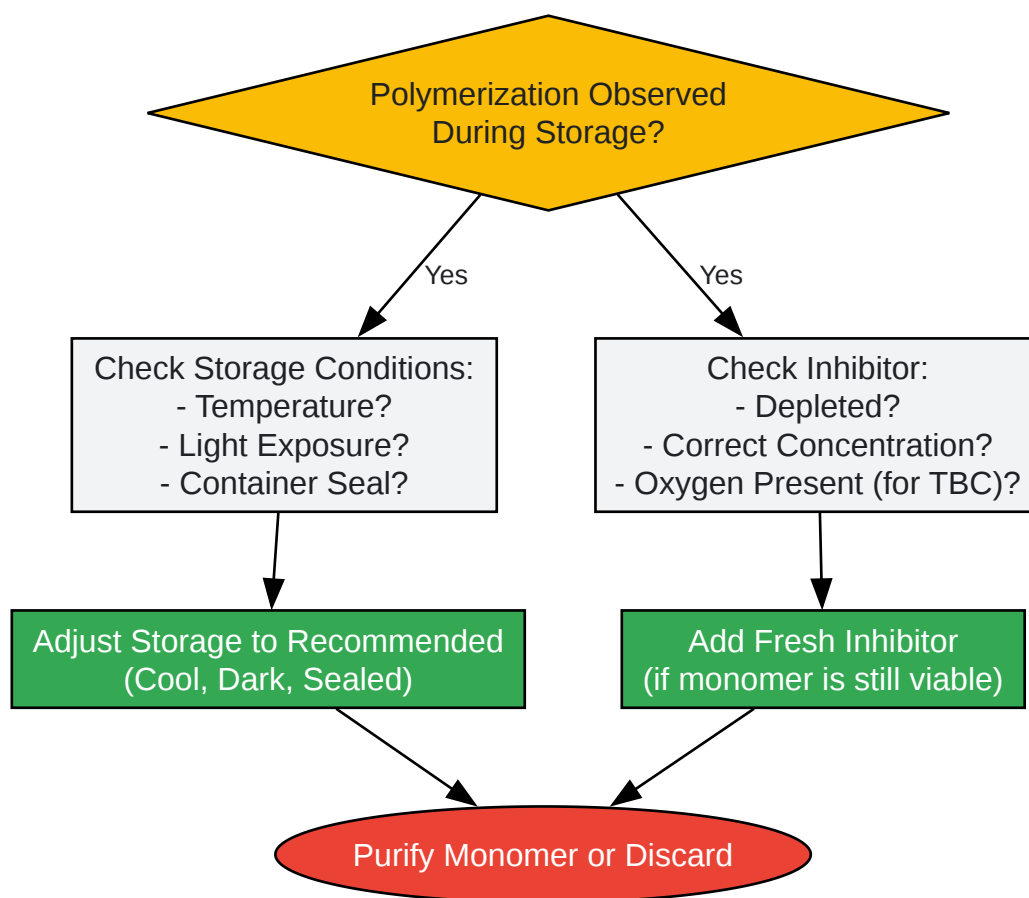 Polymerization Observed
During Storage?
Yes
Yes
Check Storage Conditions:
- Temperature?
- Light Exposure?
- Container Seal?
Check Inhibitor:
- Depleted?
- Correct Concentration?
- Oxygen Present (for TBC)?
Adjust Storage to Recommended
(Cool, Dark, Sealed)
Add Fresh Inhibitor
(if monomer is still viable)
Purify Monomer or Discard